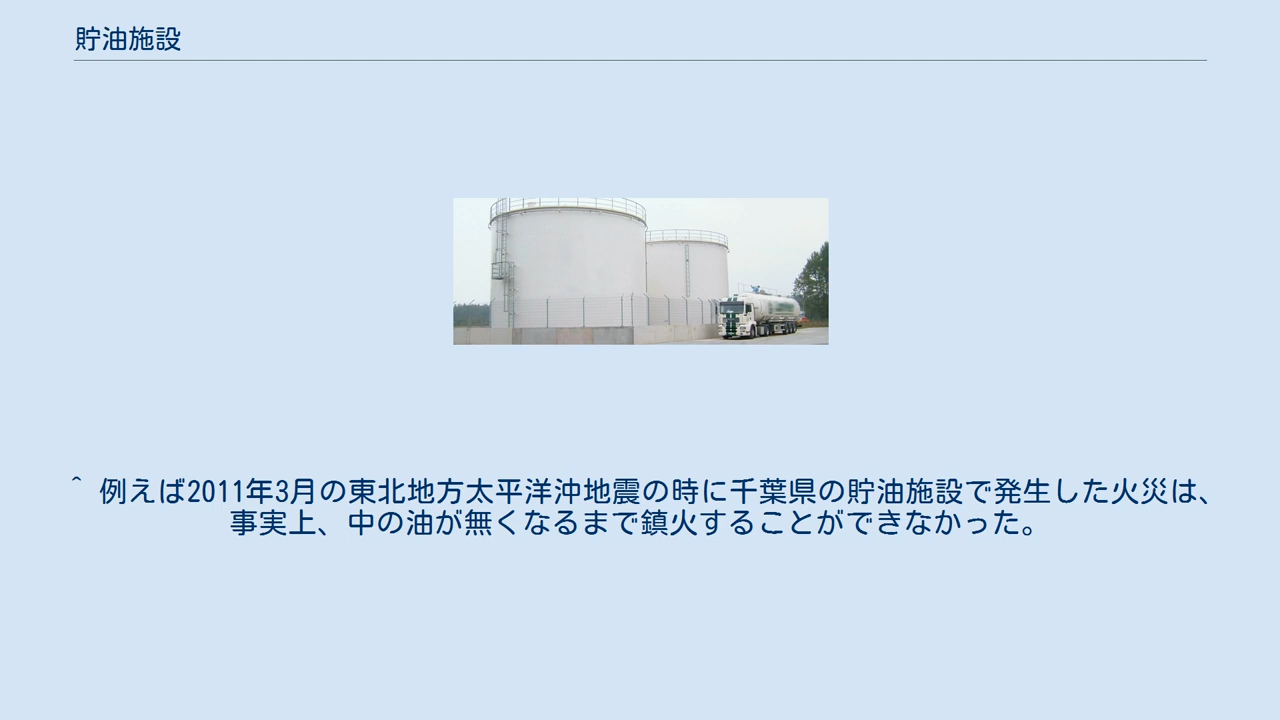 貯油施設
^ 例えば2011年3月の東北地方太平洋沖地震の時に千葉県の貯油施設で発生した火災は、
事実上、中の油が無くなるまで鎮火することができなかった。